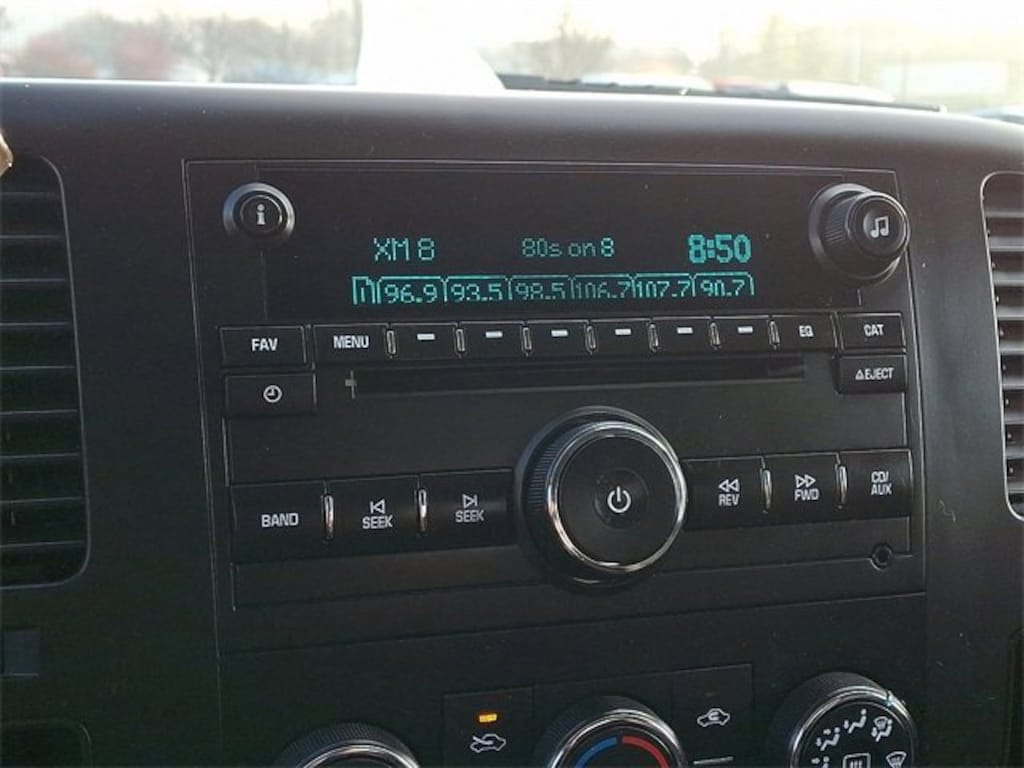 XM 8 80s on 8 8:50
96.9 93.5 98.5 106.7 107.7 90.7
FAV MENU EQ CAT
EJECT
BAND SEEK SEEK REV FWD CD/AUX